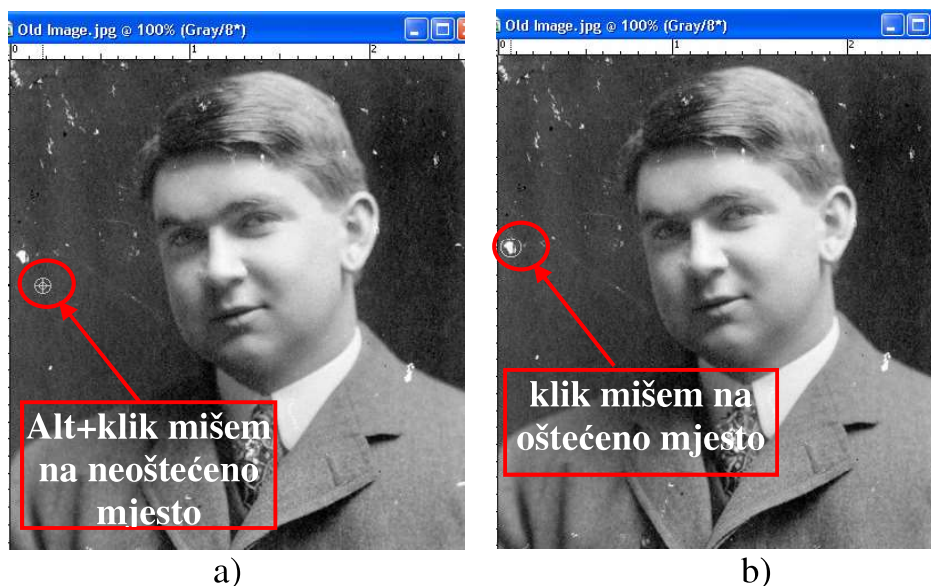 Old Image.jpg @ 100% (Gray/8*)
0 1 2
Alt+klik mišem
na neoštećeno
mjesto
a)
Old Image.jpg @ 100% (Gray/8*)
0 1 2
klik mišem na
oštećeno mjesto
b)